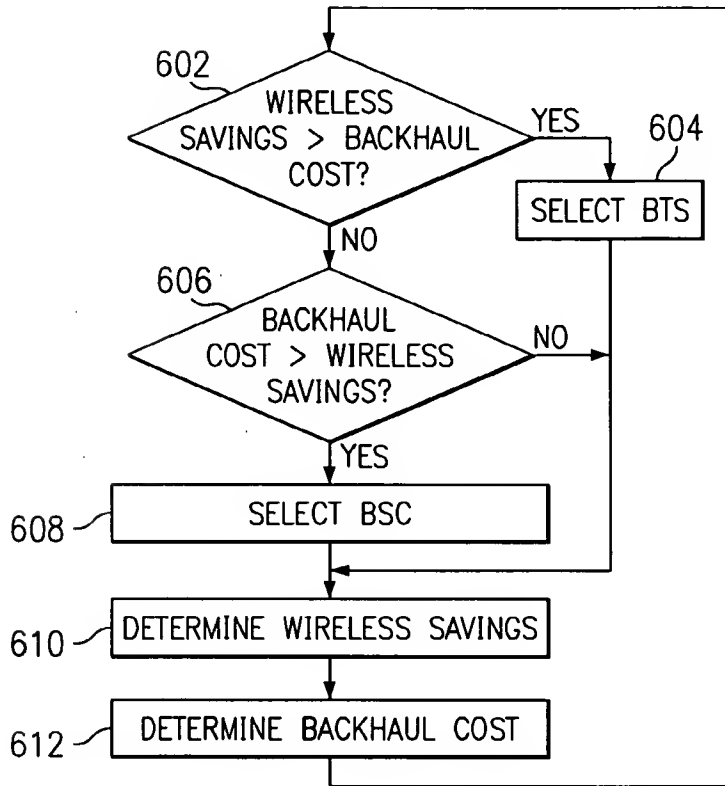 602
WIRELESS
SAVINGS > BACKHAUL
COST?
YES
604
SELECT BTS
NO
606
BACKHAUL
COST > WIRELESS
SAVINGS?
NO
YES
608
SELECT BSC
610
DETERMINE WIRELESS SAVINGS
612
DETERMINE BACKHAUL COST